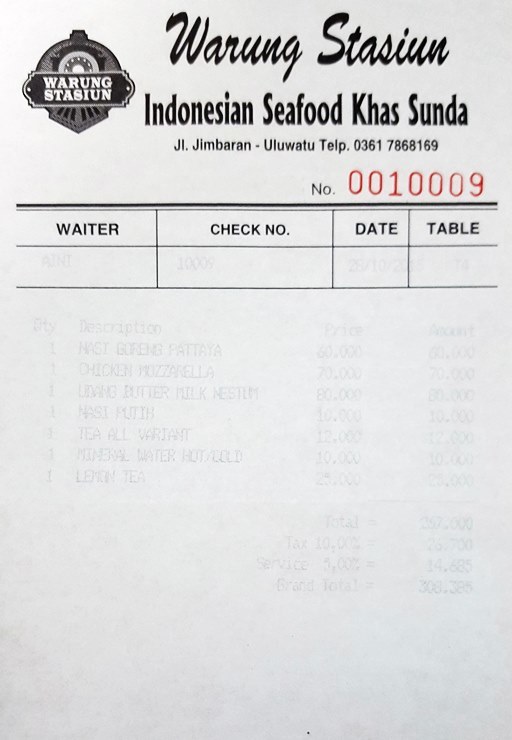 WARUNG
STASIUN
Warung Stasiun
Indonesian Seafood Khas Sunda
Jl. Jimbaran - Uluwatu Telp. 0361 7868169
No. 0010009
WAITER CHECK NO. DATE TABLE
10009 28/10/
Qty Description Price Amount
1 NASI GORENG PATTAYA 60.000 60.000
1 CHICKEN MOZZARELLA 70.000 70.000
1 UDANG BUTTER MILK NESTUM 80.000 80.000
1 NASI PUTIH 10.000 10.000
1 TEA ALL VARIANT 12.000 12.000
1 MINERAL WATER HOT/COLD 10.000 10.000
1 LEMON TEA 25.000 25.000
Total = 267.000
Tax 10,00% = 26.700
Service 5,00% = 14.685
Grand Total = 308.385